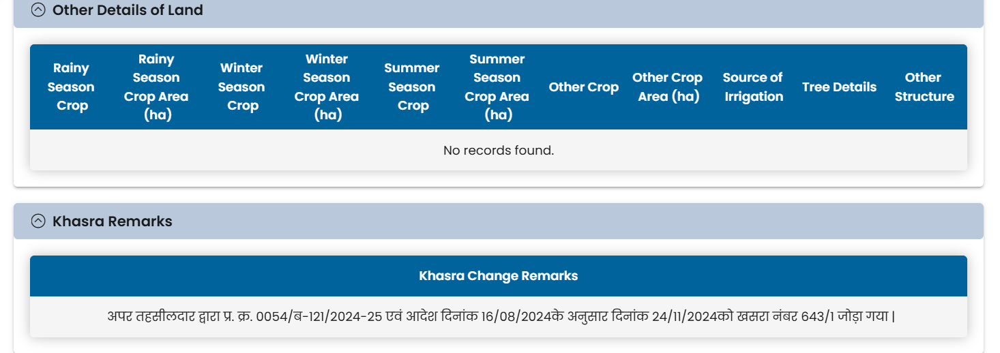 Other Details of Land
Rainy Season Crop
Rainy Season Crop Area (ha)
Winter Season Crop
Winter Season Crop Area (ha)
Summer Season Crop
Summer Season Crop Area (ha)
Other Crop
Other Crop Area (ha)
Source of Irrigation
Tree Details
Other Structure
No records found.
Khasra Remarks
Khasra Change Remarks
अपर तहसीलदार द्वारा प्र. क्र. 0054/ब-121/2024-25 एवं आदेश दिनांक 16/08/2024के अनुसार दिनांक 24/11/2024को खसरा नंबर 643/1 जोड़ा गया |